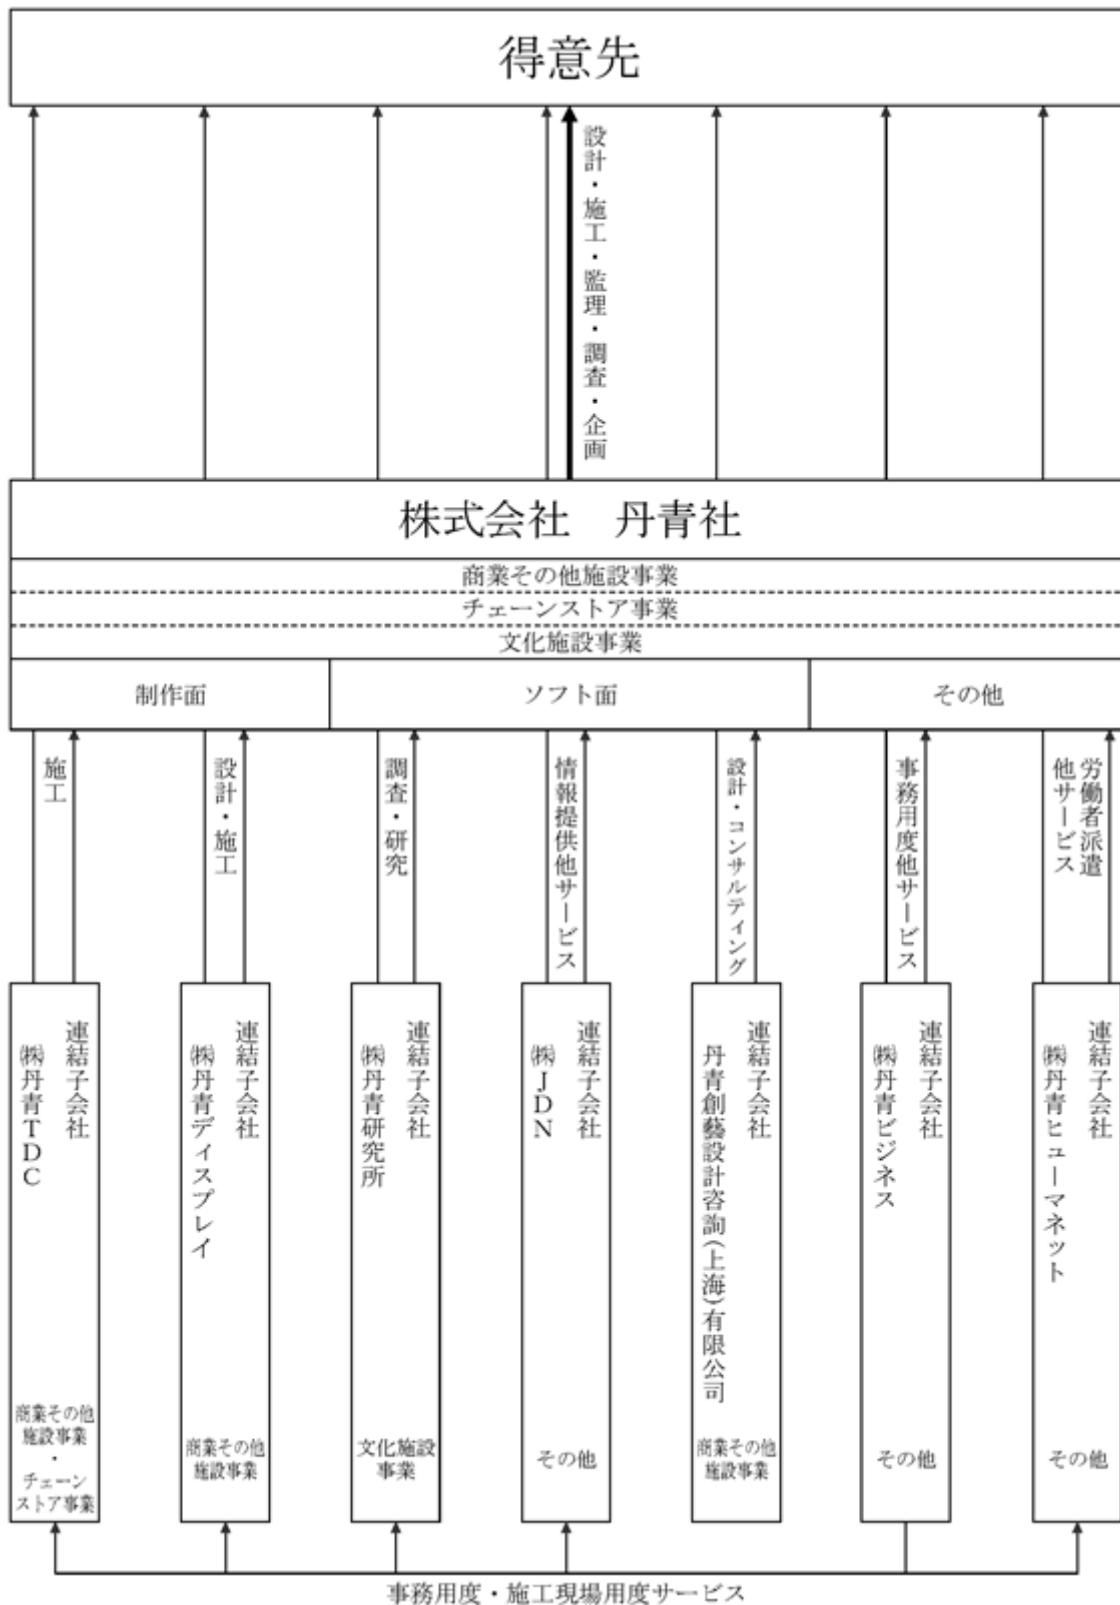 得意先
設計・施工・監理・調査・企画
株式会社　丹青社
商業その他施設事業
チェーンストア事業
文化施設事業
制作面
ソフト面
その他
施工
設計・施工
調査・研究
情報提供他サービス
設計・コンサルティング
事務用度他サービス
労働者派遣
他サービス
連結子会社
㈱丹青TDC
商業その他
施設事業
・
チェーン
ストア事業
連結子会社
㈱丹青ディスプレイ
商業その他
施設事業
連結子会社
㈱丹青研究所
文化施設
事業
連結子会社
㈱JDN
その他
連結子会社
丹青創藝設計咨詢(上海)有限公司
商業その他
施設事業
連結子会社
㈱丹青ビジネス
その他
連結子会社
㈱丹青ヒューマネット
その他
事務用度・施工現場用度サービス